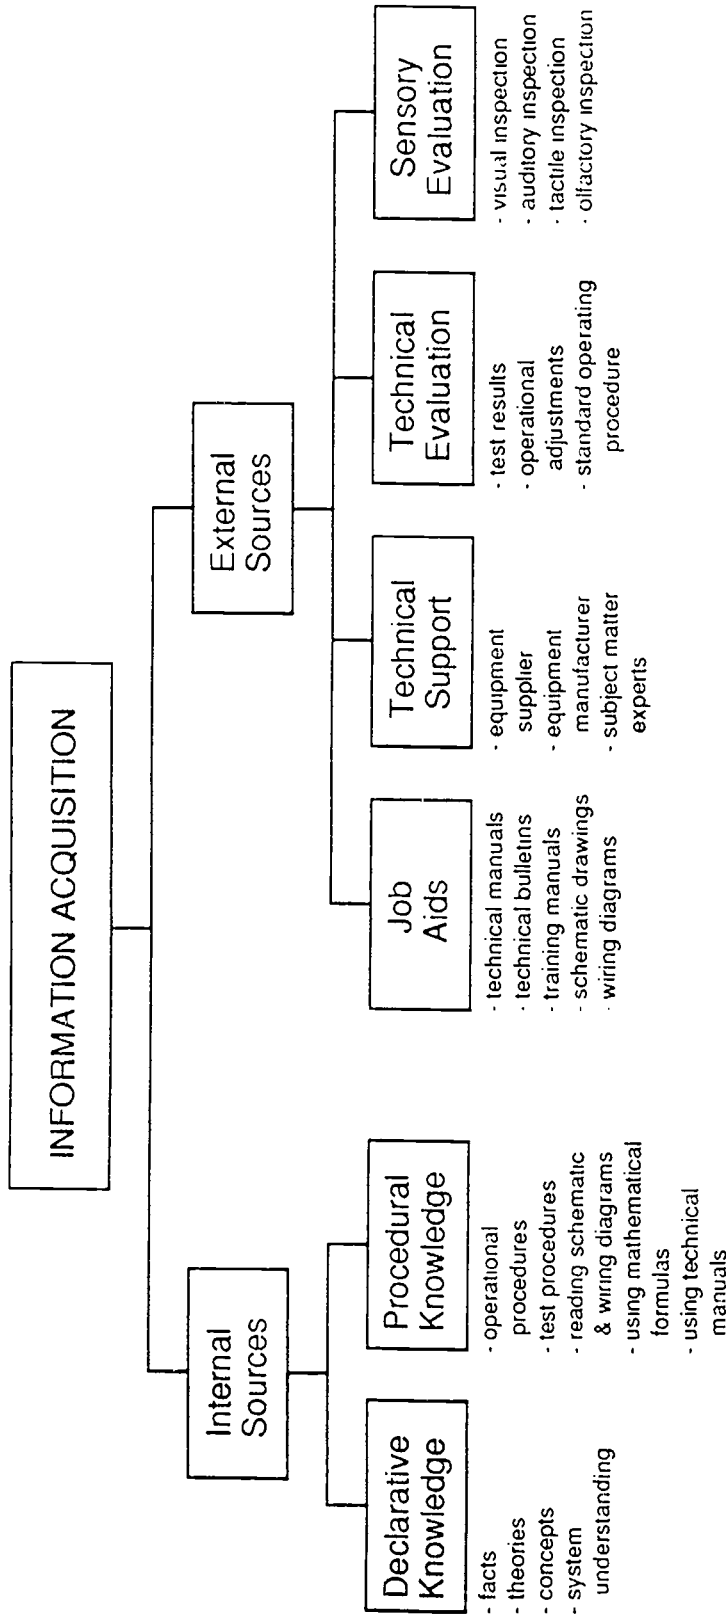 INFORMATION ACQUISITION
Internal
Sources
External
Sources
Declarative
Knowledge
- facts
- theories
- concepts
- system
understanding
Procedural
Knowledge
- operational
procedures
- test procedures
- reading schematic
& wiring diagrams
- using mathematical
formulas
- using technical
manuals
Job
Aids
- technical manuals
- technical bulletins
- training manuals
- schematic drawings
- wiring diagrams
Technical
Support
- equipment
supplier
- equipment
manufacturer
- subject matter
experts
Technical
Evaluation
- test results
- operational
adjustments
- standard operating
procedure
Sensory
Evaluation
- visual inspection
- auditory inspection
- tactile inspection
- olfactory inspection